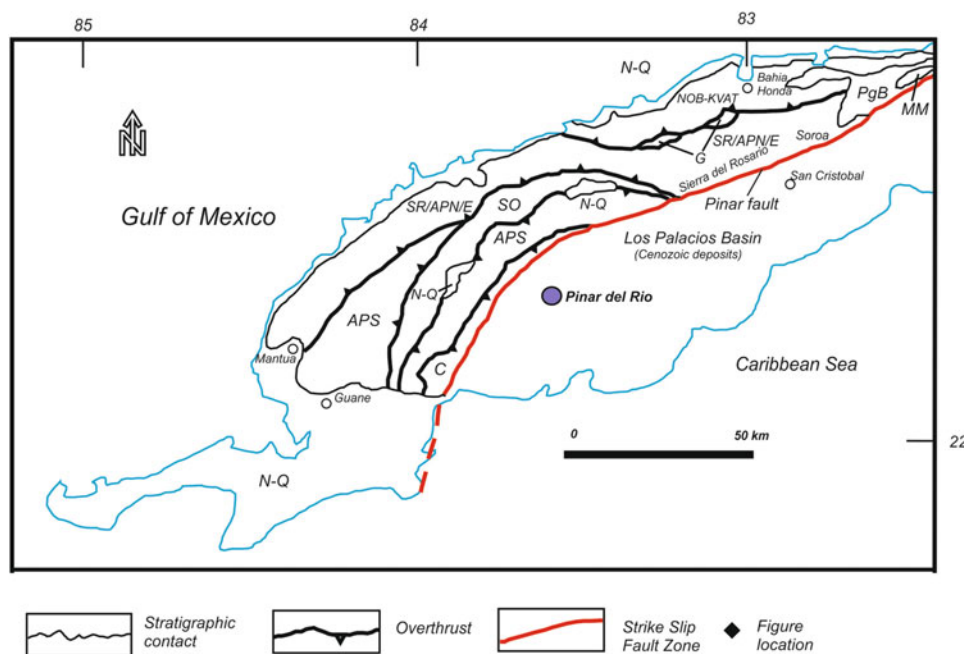 85
84
83
N-Q
Bahia
Honda
PgB
MM
NOB-KVAT
G
SR/APN/E
Soroa
Sierra del Rosario
San Cristobal
Pinar fault
N
Gulf of Mexico
SR/APN/E
SO
N-Q
APS
Los Palacios Basin
(Cenozoic deposits)
N-Q
Pinar del Rio
APS
Mantua
C
Caribbean Sea
Guane
0
50 km
22
N-Q
Stratigraphic
contact
Overthrust
Strike Slip
Fault Zone
Figure
location